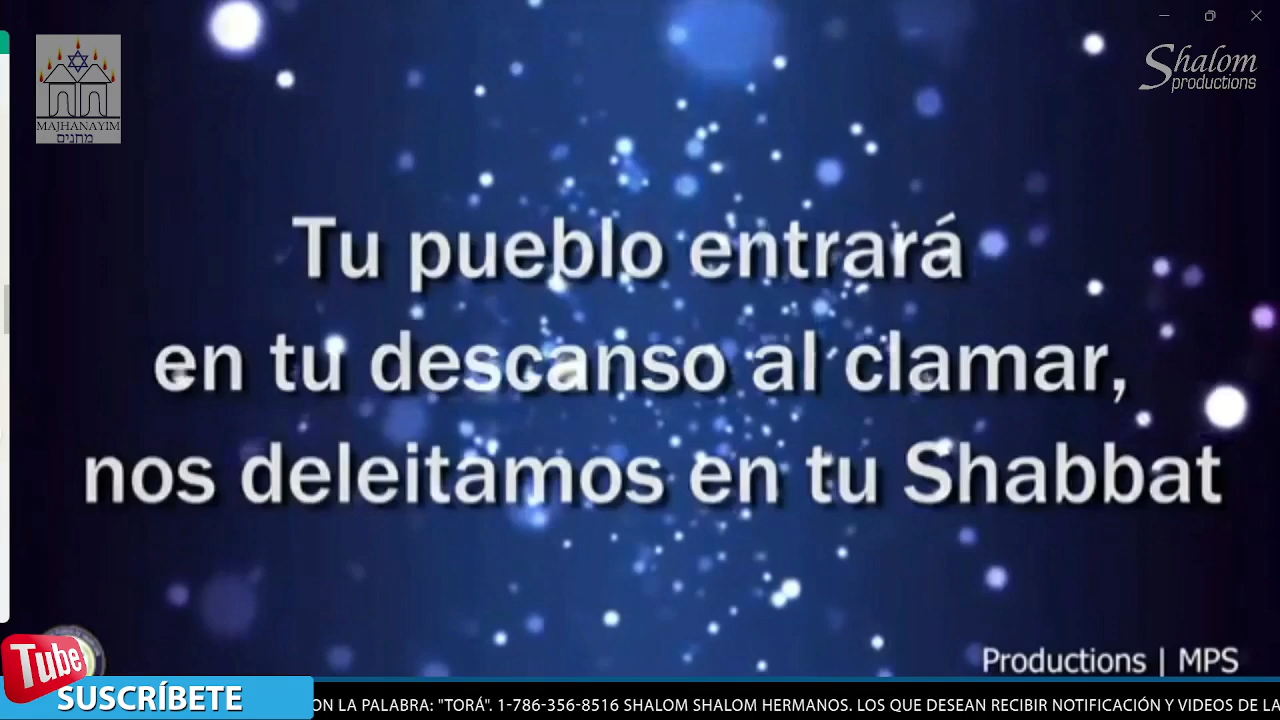 MAJHANAYIM
מחנים
Shalom
productions
Tu pueblo entrará
en tu descanso al clamar,
nos deleitamos en tu Shabbat
Productions | MPS
Tube
SUSCRÍBETE
ON LA PALABRA: "TORÁ". 1-786-356-8516 SHALOM SHALOM HERMANOS. LOS QUE DESEAN RECIBIR NOTIFICACIÓN Y VIDEOS DE LA